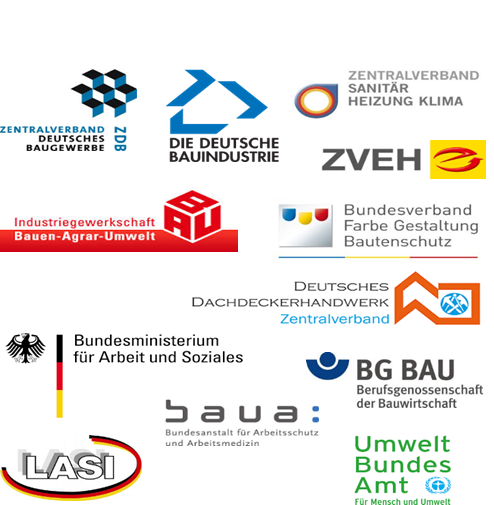 ZENTRALVERBAND
DEUTSCHES
BAUGEWERBE
ZDB
DIE DEUTSCHE
BAUINDUSTRIE
ZENTRALVERBAND
SANITÄR
HEIZUNG KLIMA
ZVEH
Industriegewerkschaft
Bauen-Agrar-Umwelt
BAU
Bundesverband
Farbe Gestaltung
Bautenschutz
DEUTSCHES
DACHDECKERHANDWERK
Zentralverband
Bundesministerium
für Arbeit und Soziales
BG BAU
Berufsgenossenschaft
der Bauwirtschaft
baua:
Bundesanstalt für Arbeitsschutz
und Arbeitsmedizin
LASI
Umwelt
Bundes
Amt
Für Mensch und Umwelt